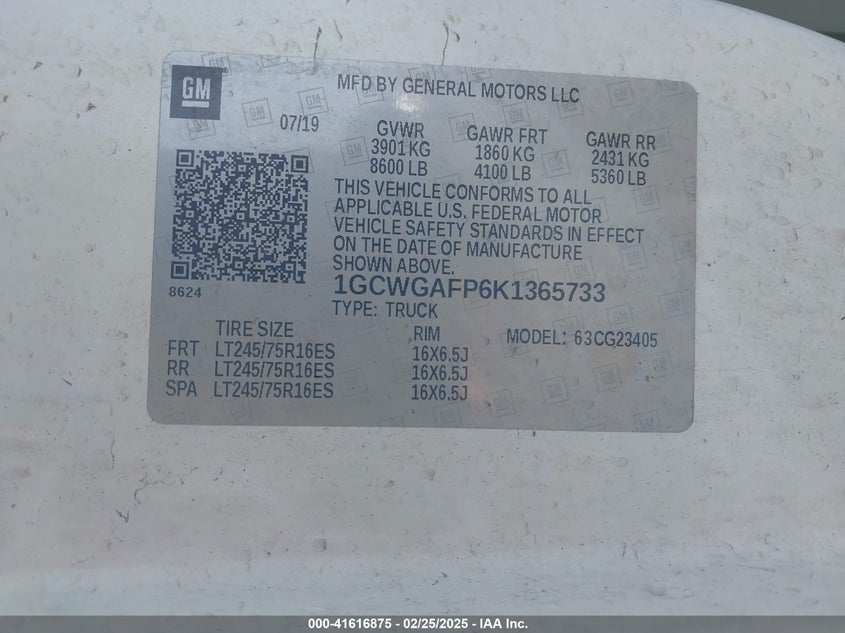 GM
MFD BY GENERAL MOTORS LLC
07/19
GVWR GAWR FRT GAWR RR
3901 KG 1860 KG 2431 KG
8600 LB 4100 LB 5360 LB
THIS VEHICLE CONFORMS TO ALL
APPLICABLE U.S. FEDERAL MOTOR
VEHICLE SAFETY STANDARDS IN EFFECT
ON THE DATE OF MANUFACTURE
SHOWN ABOVE.
8624
1GCWGAFP6K1365733
TYPE: TRUCK
TIRE SIZE RIM MODEL: 63CG23405
FRT LT245/75R16ES 16X6.5J
RR LT245/75R16ES 16X6.5J
SPA LT245/75R16ES 16X6.5J
000-41616875 - 02/25/2025 - IAA Inc.